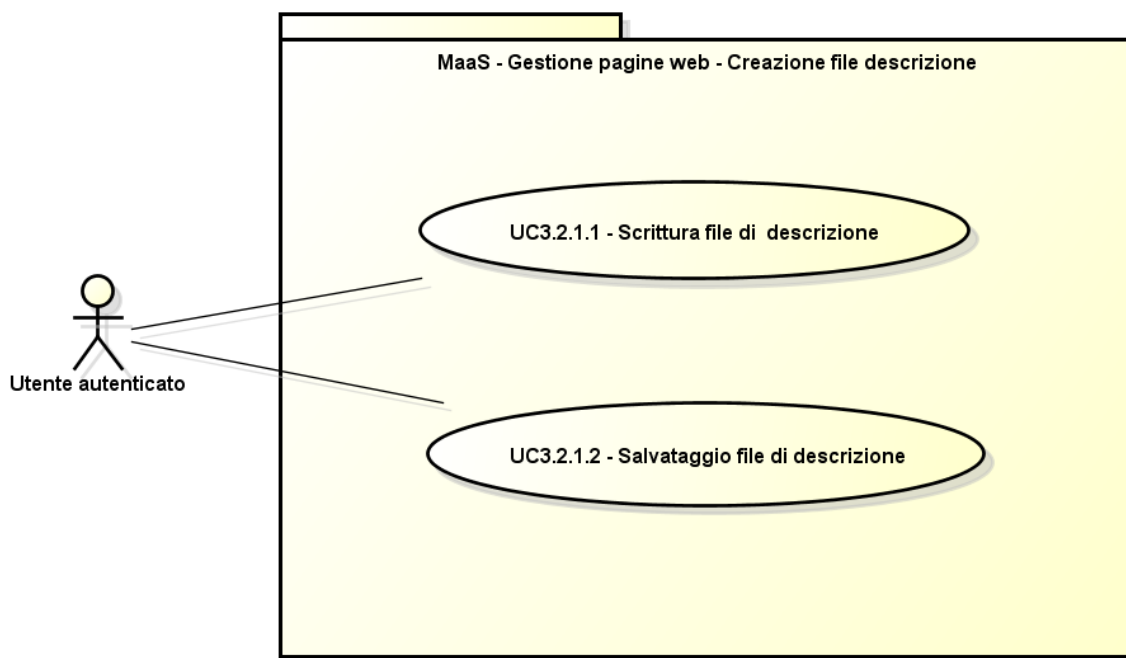 MaaS - Gestione pagine web - Creazione file descrizione
UC3.2.1.1 - Scrittura file di descrizione
Utente autenticato
UC3.2.1.2 - Salvataggio file di descrizione